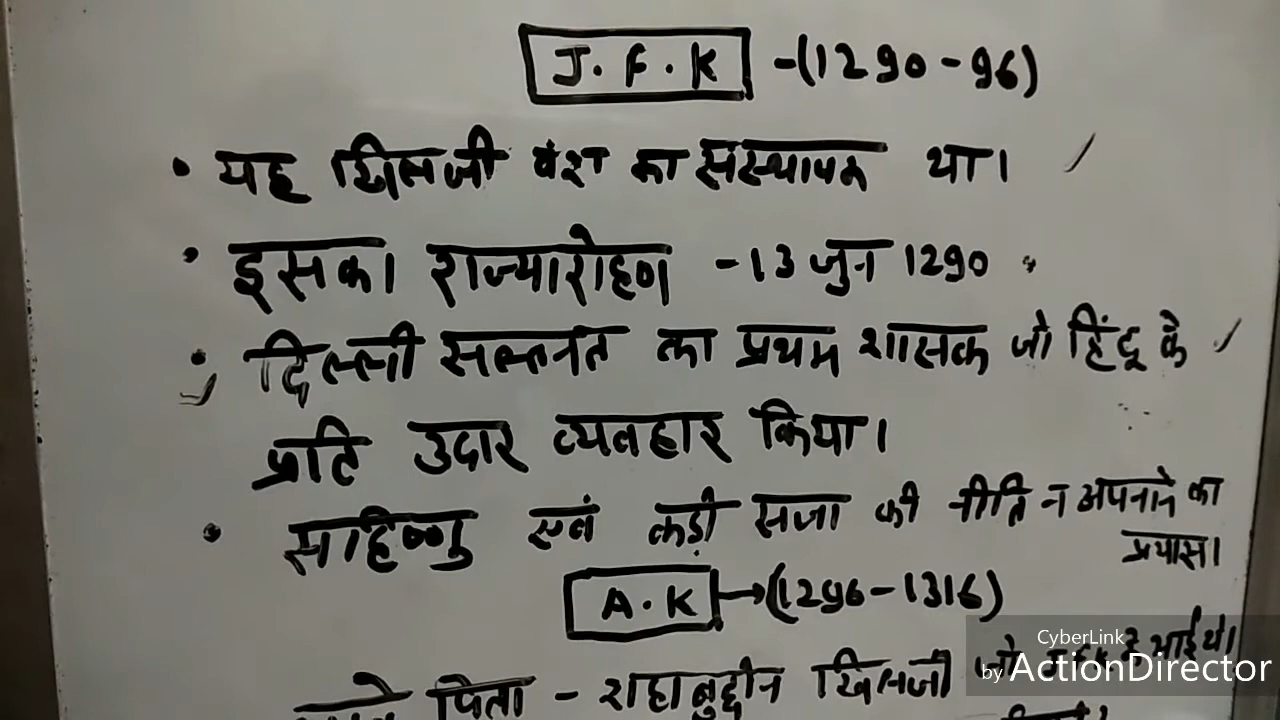 J.F.K -(1290-96)
• यह खिलजी वंश का संस्थापक था।
• इसका राज्यारोहण -13 जुन 1290
• दिल्ली सल्तनत का प्रथम शासक जो हिंदू के
प्रति उदार व्यवहार किया।
• साहिष्णु एवं कड़ी सजा की नीति न अपनाने का
प्रयास।
A.K →(1296-1316)
पिता - शहाबुद्दीन खिलजी जो के भाई थे।
CyberLink
by ActionDirector